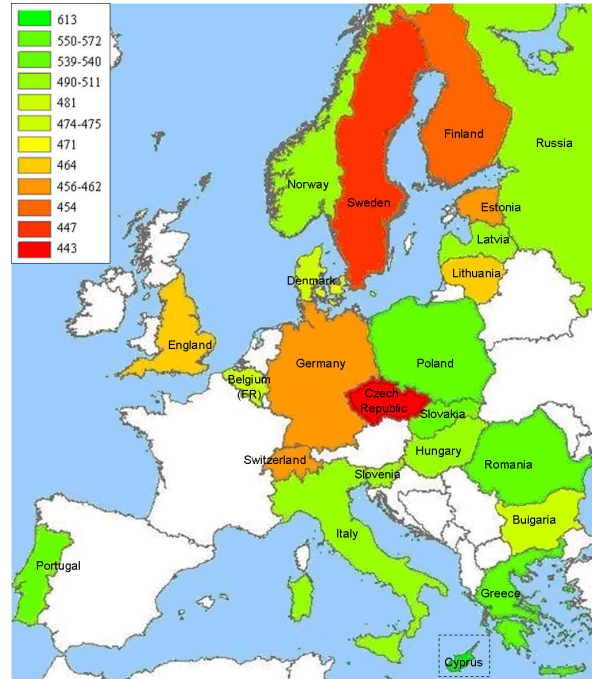 613
550-572
539-540
490-511
481
474-475
471
464
456-462
454
447
443
Finland
Russia
Norway
Sweden
Estonia
Latvia
Denmark
Lithuania
England
Germany
Poland
Belgium
(FR)
Czech
Republic
Slovakia
Hungary
Switzerland
Slovenia
Romania
Buigaria
Italy
Portugal
Greece
Cyprus